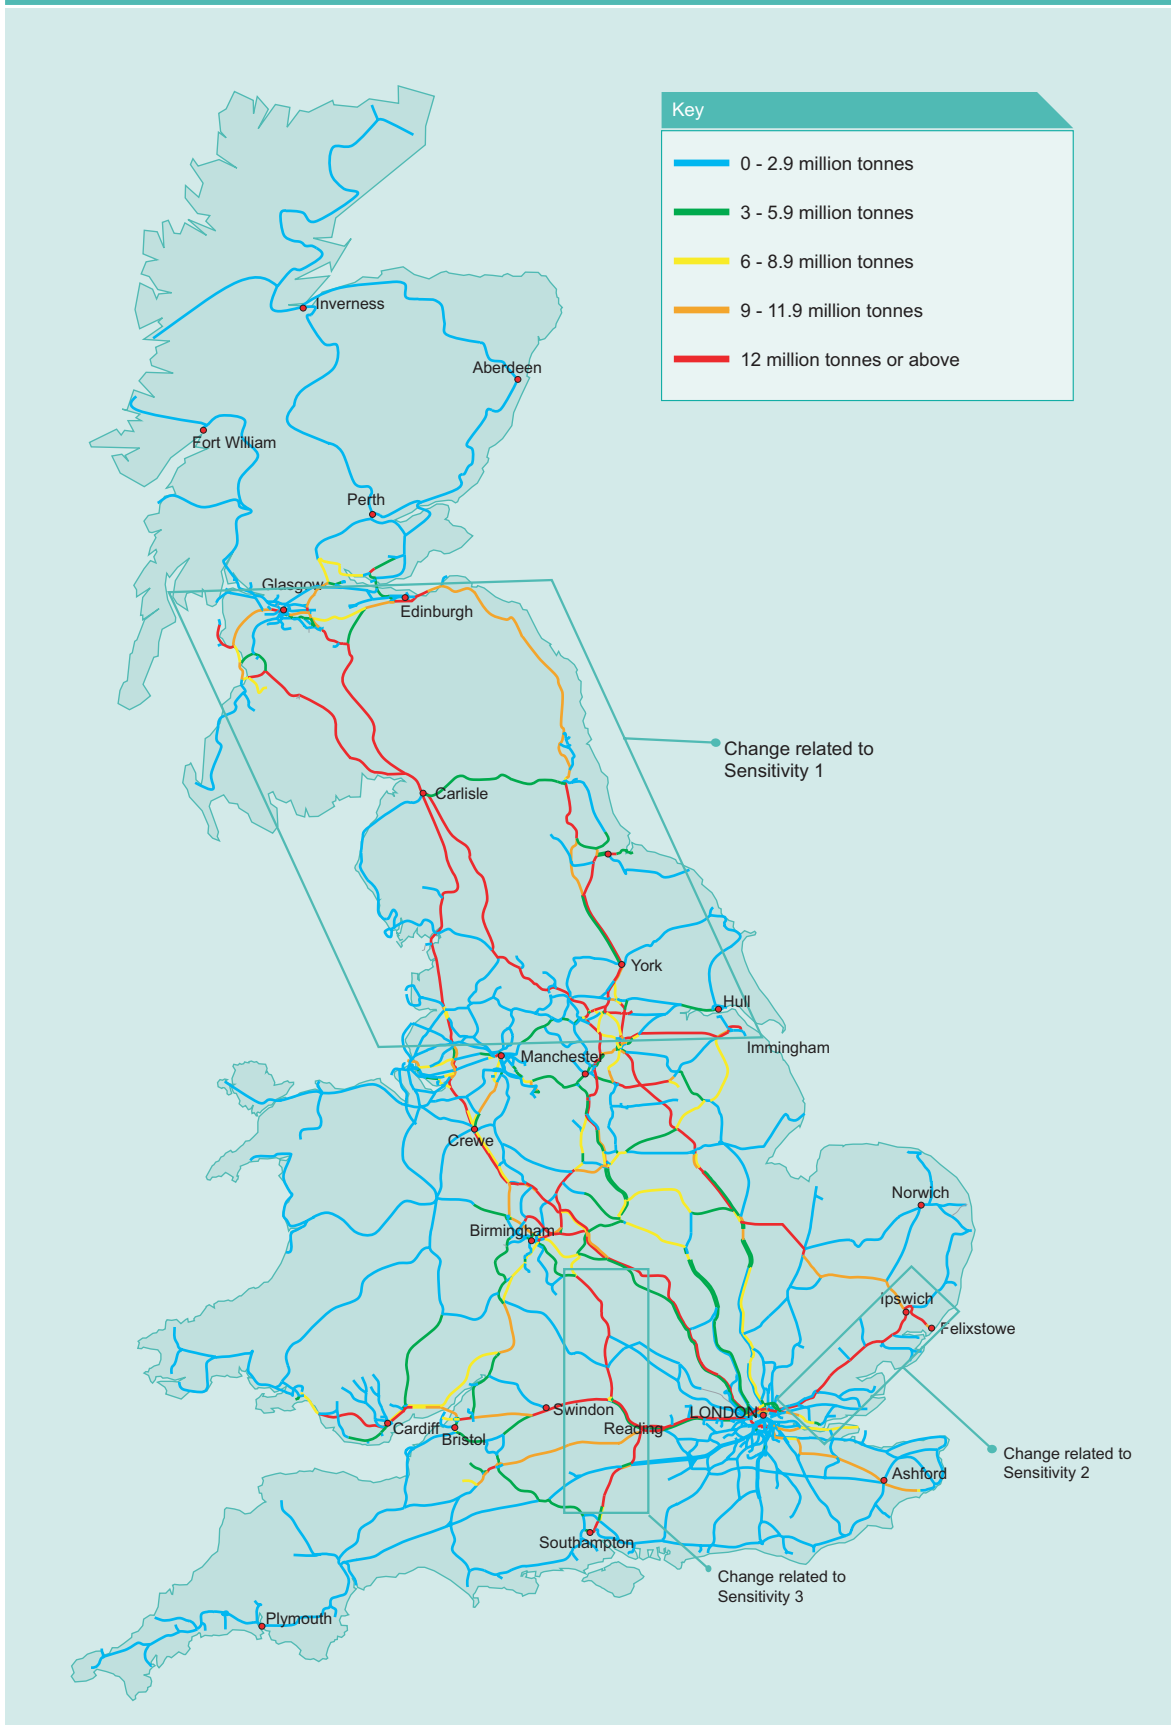 Key
0 - 2.9 million tonnes
3 - 5.9 million tonnes
6 - 8.9 million tonnes
9 - 11.9 million tonnes
12 million tonnes or above
Inverness
Aberdeen
Fort William
Perth
Glasgow
Edinburgh
Change related to
Sensitivity 1
Carlisle
York
Hull
Immingham
Manchester
Crewe
Norwich
Birmingham
ipswich
Felixstowe
Swindon
LONDON
Cardiff
Bristol
Reading
Change related to
Sensitivity 2
Ashford
Southampton
Change related to
Sensitivity 3
Plymouth